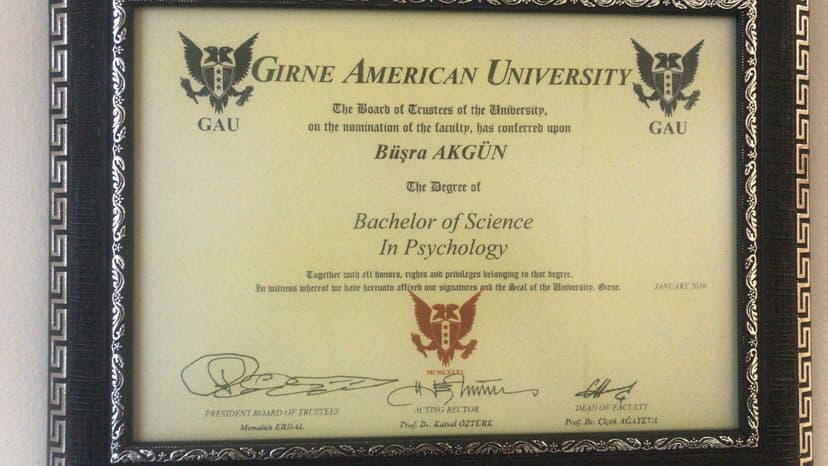 GIRNE AMERICAN UNIVERSITY
GAU
GAU
The Board of Trustees of the University,
on the nomination of the faculty, has conferred upon
Büşra AKGÜN
The Degree of
Bachelor of Science
In Psychology
Together with all honors, rights and privileges belonging to that degree.
In witness whereof we have hereunto affixed our signatures and the Seal of the University, Girne.
JANUARY 2016
MCMLXXXV
PRESIDENT BOARD OF TRUSTEES
ACTING RECTOR
DEAN OF FACULTY
ERDAL
Prof. Dr. Kutsal ÖZTÜRK
Prof. Dr. Çiçek AĞAYEVA